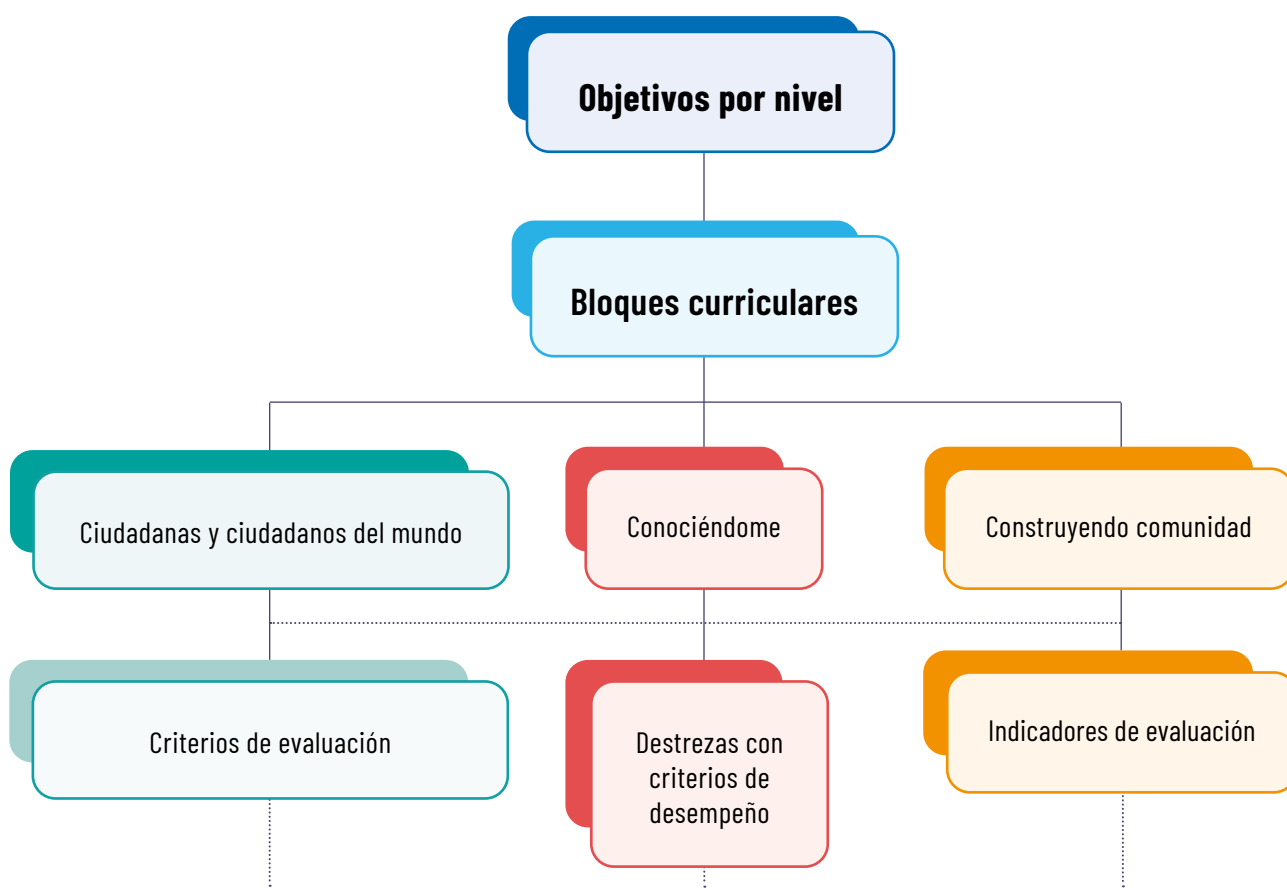 Objetivos por nivel
Bloques curriculares
Ciudadanas y ciudadanos del mundo
Conociéndome
Construyendo comunidad
Criterios de evaluación
Destrezas con
criterios de
desempeño
Indicadores de evaluación